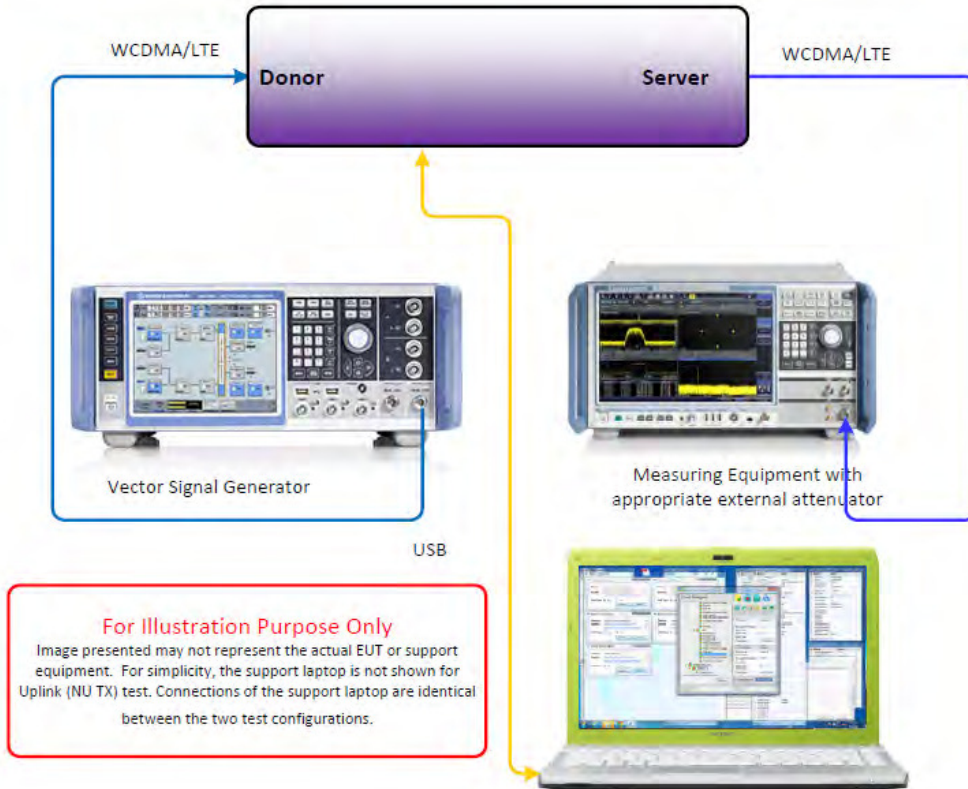 WCDMA/LTE
WCDMA/LTE
Donor
Server
Vector Signal Generator
Measuring Equipment with
appropriate external attenuator
USB
For Illustration Purpose Only
Image presented may not represent the actual EUT or support
equipment. For simplicity, the support laptop is not shown for
Uplink (NU TX) test. Connections of the support laptop are identical
between the two test configurations.